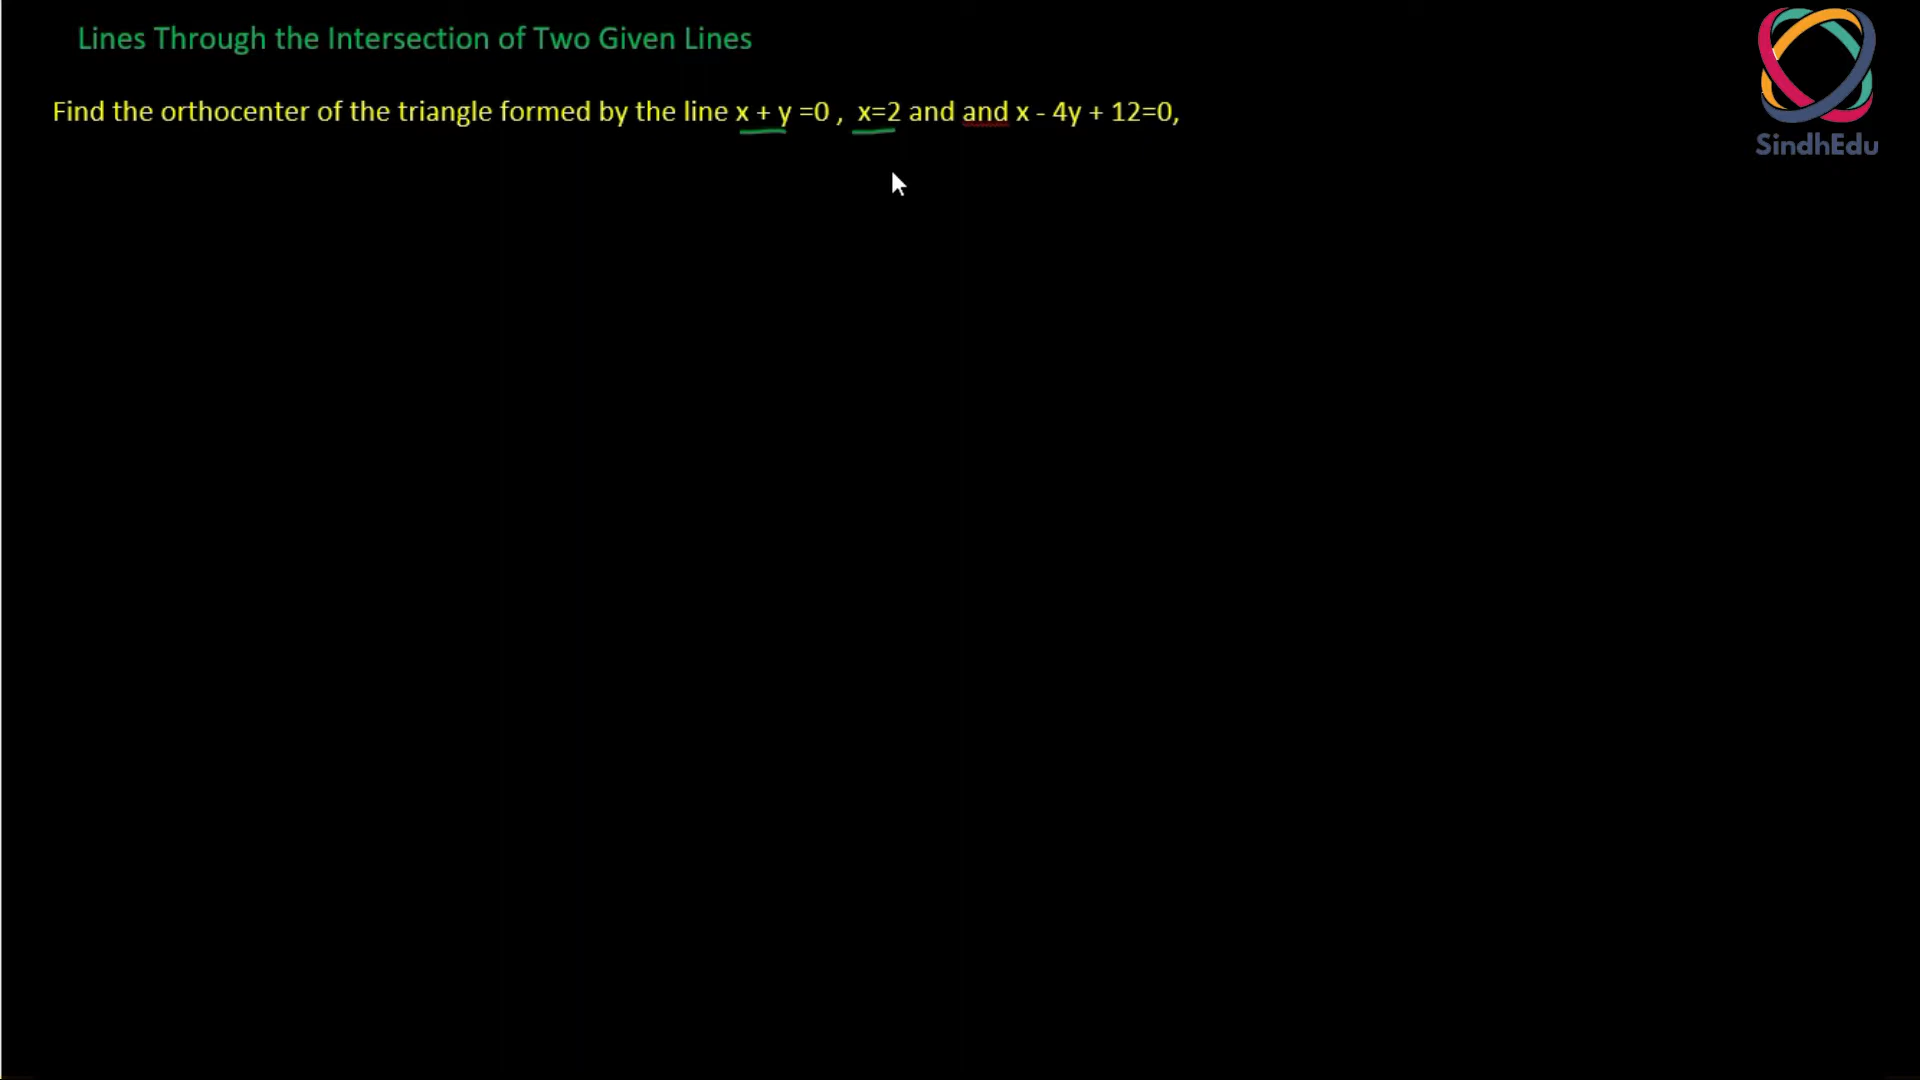 Lines Through the Intersection of Two Given Lines
Find the orthocenter of the triangle formed by the line x + y =0 , x=2 and and x - 4y + 12=0,
SindhEdu